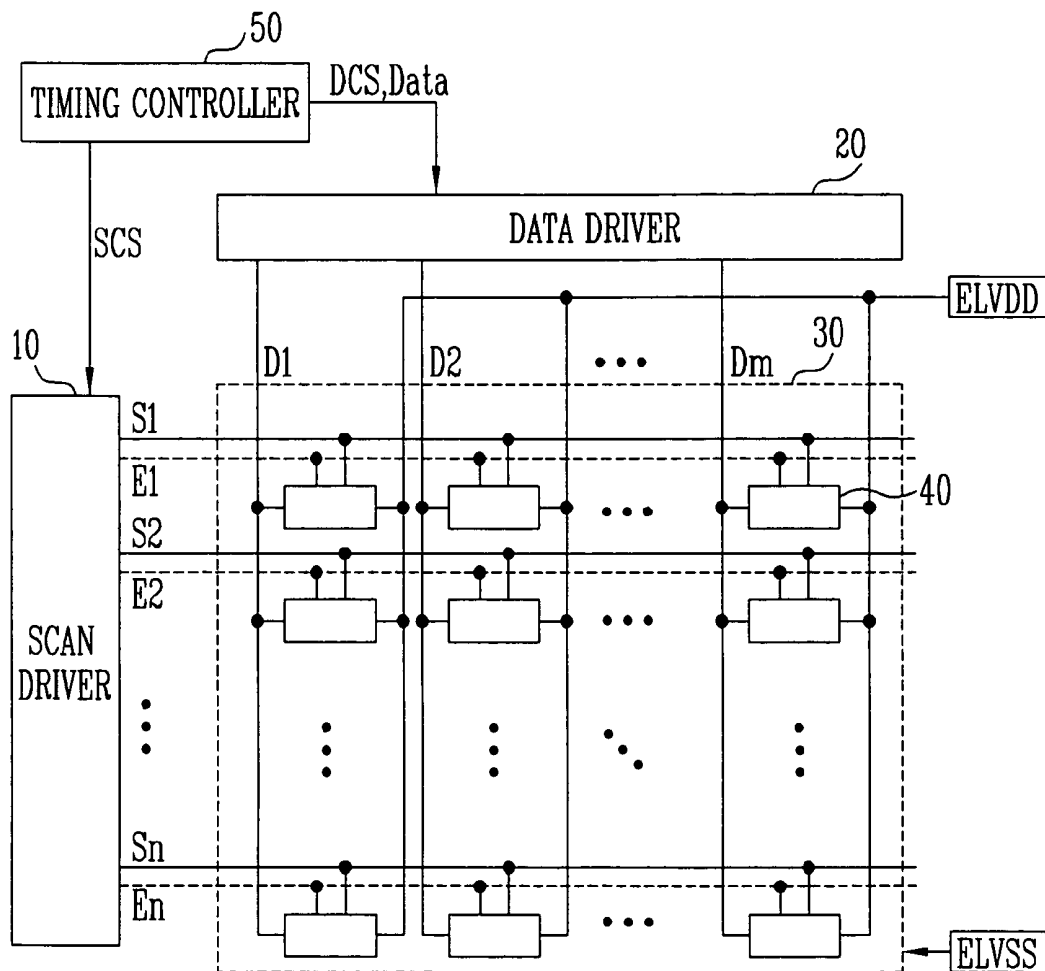 50
TIMING CONTROLLER
DCS,Data
20
DATA DRIVER
SCS
ELVDD
10
30
D1
D2
Dm
S1
E1
40
S2
E2
SCAN
DRIVER
Sn
En
ELVSS